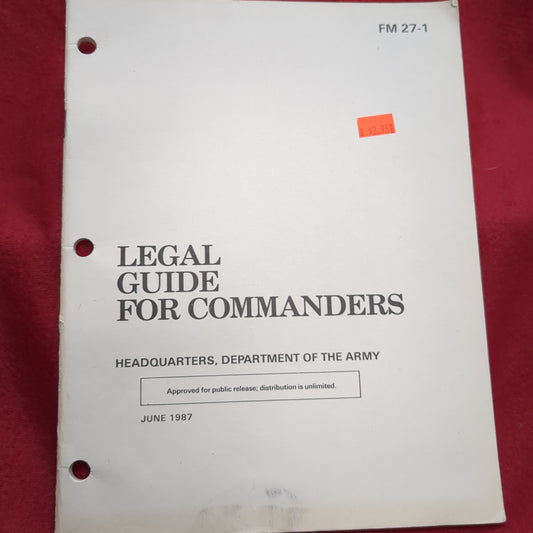 FM 27-1
LEGAL
GUIDE
FOR COMMANDERS
HEADQUARTERS, DEPARTMENT OF THE ARMY
Approved for public release; distribution is unlimited.
JUNE 1987